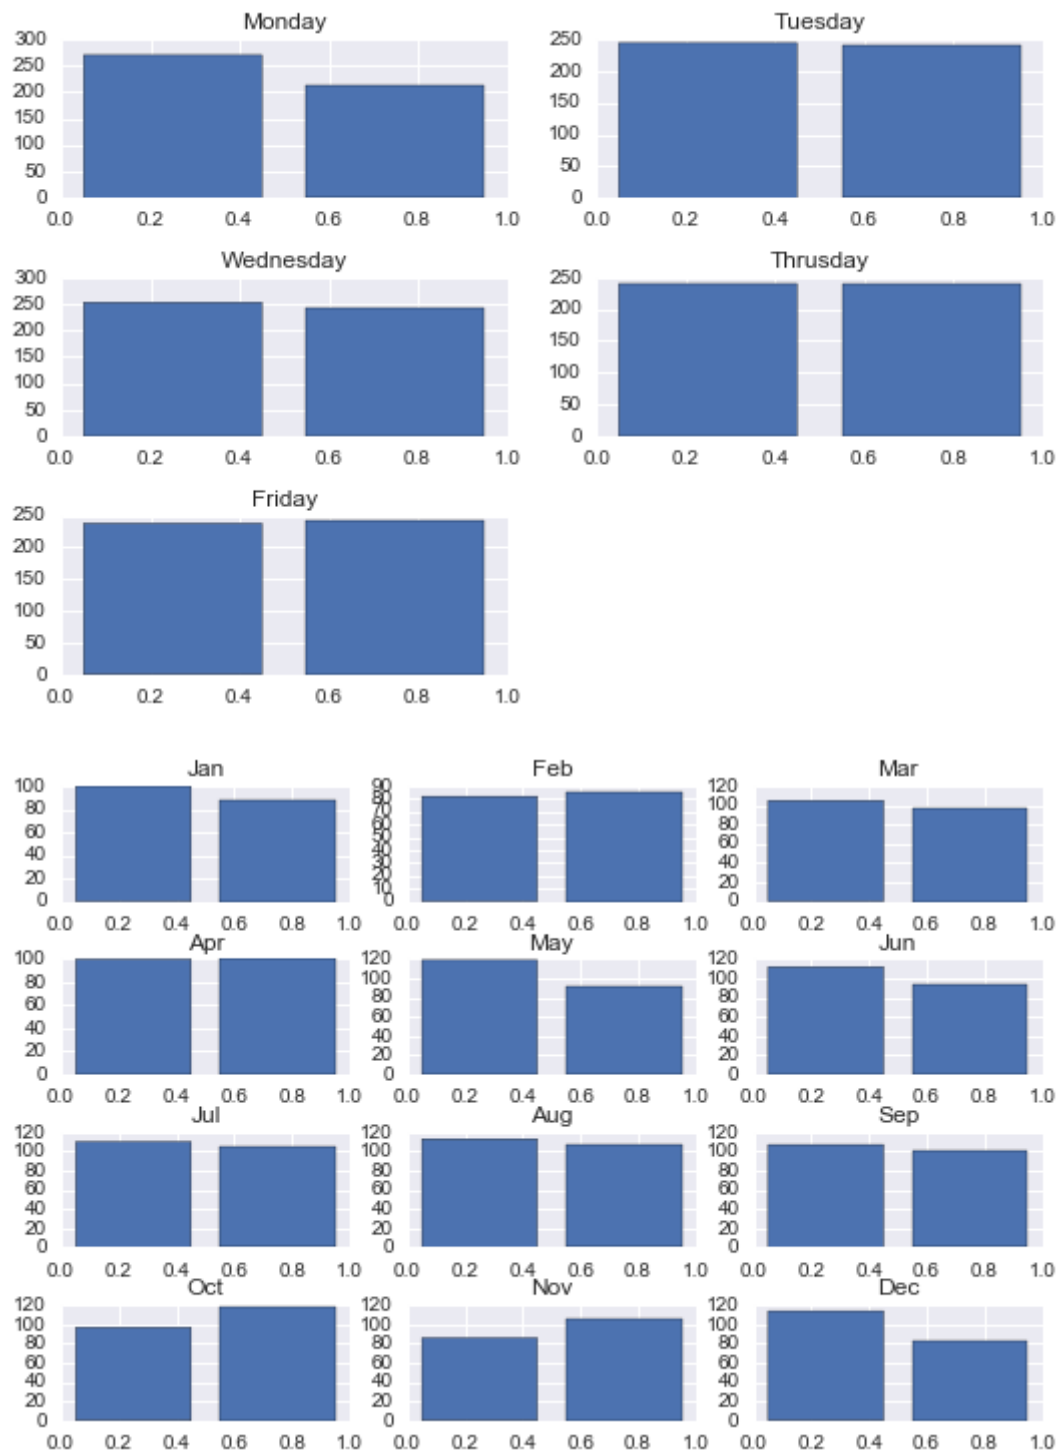 Monday Tuesday
300 250
250 200
200 150
150 100
100 50
50 0
0
0.0 0.2 0.4 0.6 0.8 1.0 0.0 0.2 0.4 0.6 0.8 1.0
Wednesday Thrusday
300 250
250 200
200 150
150 100
100 50
50 0
0
0.0 0.2 0.4 0.6 0.8 1.0 0.0 0.2 0.4 0.6 0.8 1.0
Friday
250
200
150
100
50
0
0.0 0.2 0.4 0.6 0.8 1.0
Jan Feb Mar
100 90 120
80 80 100
60 70 80
40 60 60
20 50 40
0 40 20
30 0
20
10
0
0.0 0.2 0.4 0.6 0.8 1.0 0.0 0.2 0.4 0.6 0.8 1.0 0.0 0.2 0.4 0.6 0.8 1.0
Apr May Jun
100 120 120
80 100 100
60 80 80
40 60 60
20 40 40
0 20 20
0 0
0.0 0.2 0.4 0.6 0.8 1.0 0.0 0.2 0.4 0.6 0.8 1.0 0.0 0.2 0.4 0.6 0.8 1.0
Jul Aug Sep
120 120 120
100 100 100
80 80 80
60 60 60
40 40 40
20 20 20
0 0 0
0.0 0.2 0.4 0.6 0.8 1.0 0.0 0.2 0.4 0.6 0.8 1.0 0.0 0.2 0.4 0.6 0.8 1.0
Oct Nov Dec
120 120 120
100 100 100
80 80 80
60 60 60
40 40 40
20 20 20
0 0 0
0.0 0.2 0.4 0.6 0.8 1.0 0.0 0.2 0.4 0.6 0.8 1.0 0.0 0.2 0.4 0.6 0.8 1.0